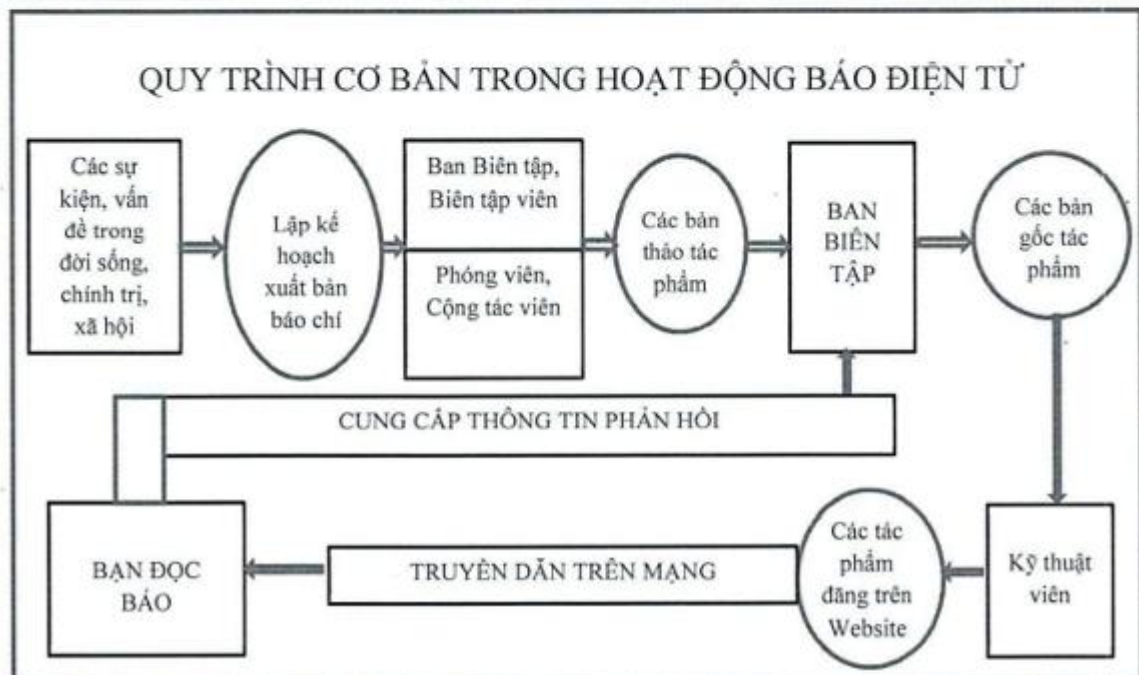 QUY TRÌNH CƠ BẢN TRONG HOẠT ĐỘNG BÁO ĐIỆN TỬ
Các sự
kiện, vấn
đề trong
đời sống,
chính trị,
xã hội
Lập kế
hoạch
xuất bản
báo chí
Ban Biên tập,
Biên tập viên
Phóng viên,
Cộng tác viên
Các bản
thảo tác
phẩm
BAN
BIÊN
TẬP
Các bản
gốc tác
phẩm
CUNG CẤP THÔNG TIN PHẢN HỒI
BẠN ĐỌC
BÁO
TRUYỀN DẪN TRÊN MẠNG
Các tác
phẩm
đăng trên
Website
Kỹ thuật
viên